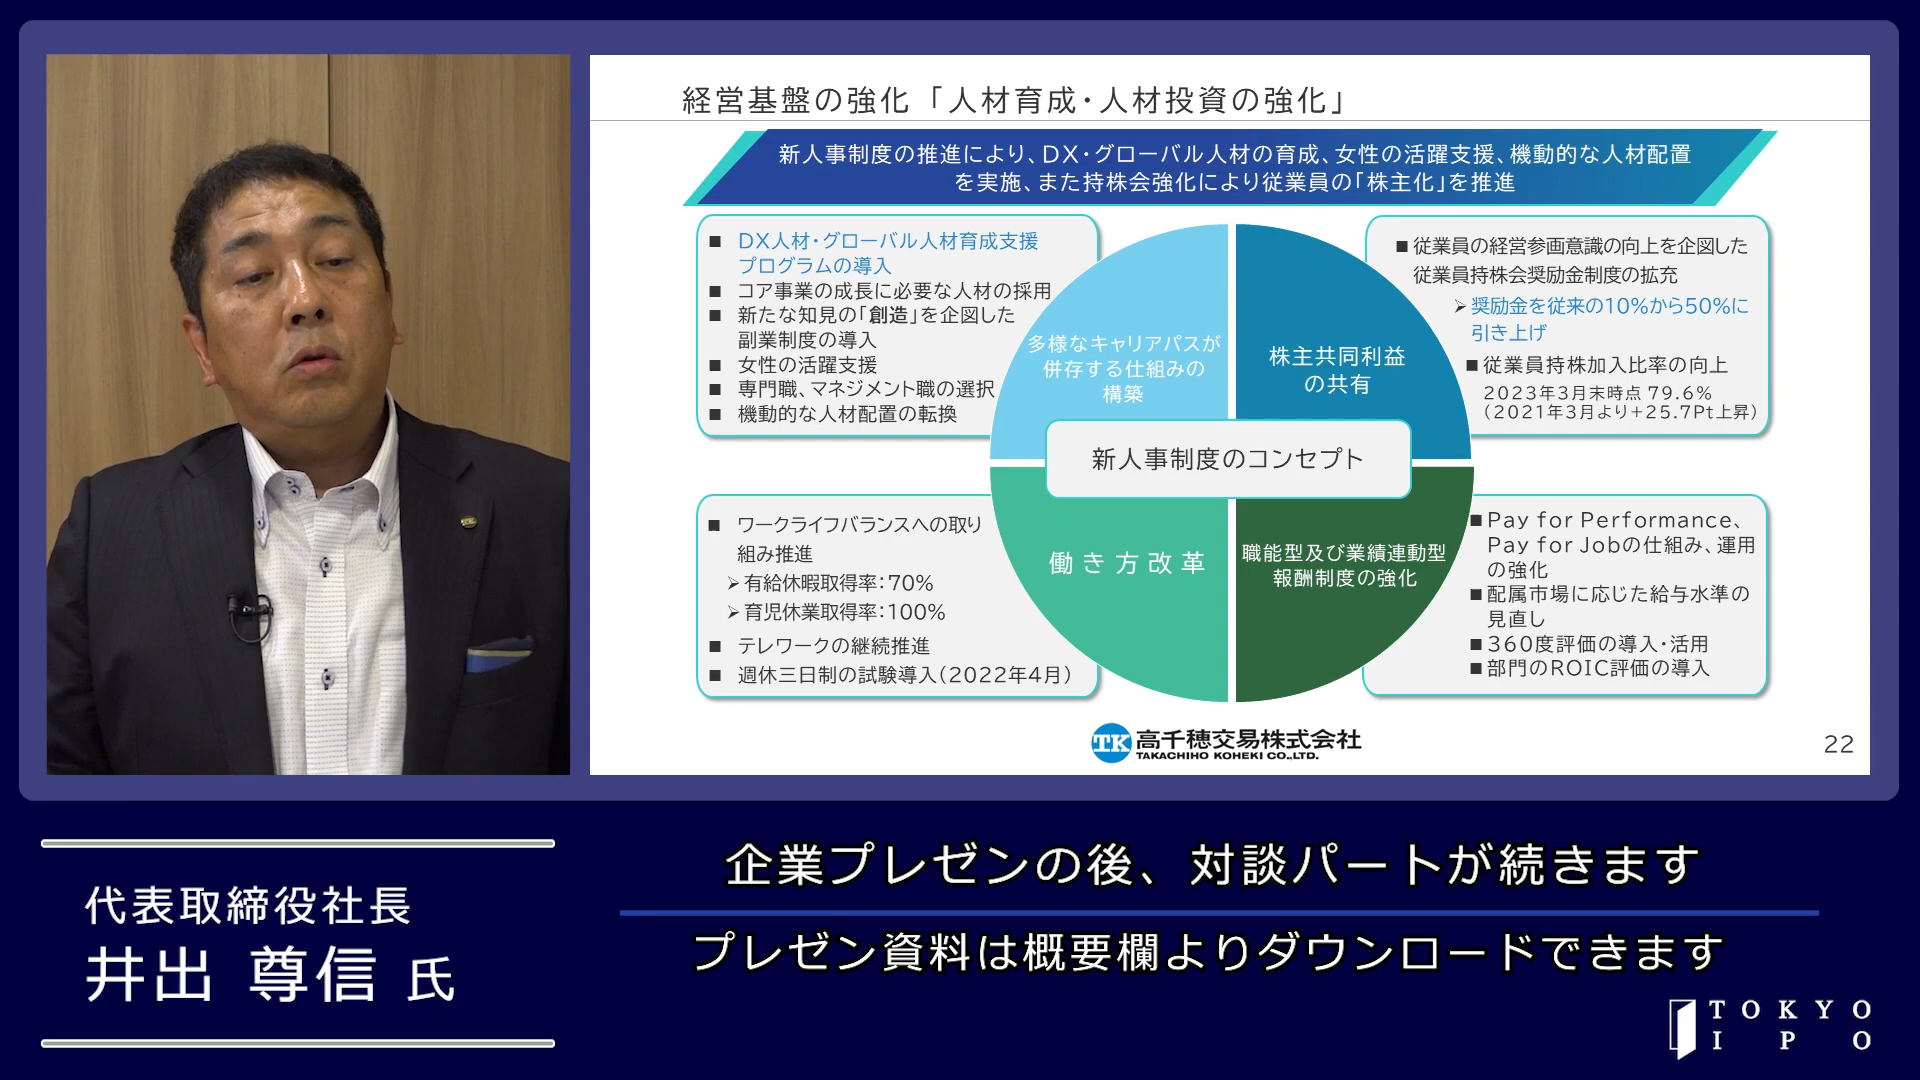 経営基盤の強化「人材育成・人材投資の強化」
新人事制度の推進により、DX・グローバル人材の育成、女性の活躍支援、機動的な人材配置
を実施、また持株会強化により従業員の「株主化」を推進
■ DX人材・グローバル人材育成支援
プログラムの導入
■ コア事業の成長に必要な人材の採用
■ 新たな知見の「創造」を企図した
副業制度の導入
■ 女性の活躍支援
■ 専門職、マネジメント職の選択
■ 機動的な人材配置の転換
多様なキャリアパスが
併存する仕組みの
構築
株主共同利益
の共有
■ 従業員の経営参画意識の向上を企図した
従業員持株会奨励金制度の拡充
➢ 奨励金を従来の10%から50%に
引き上げ
■ 従業員持株加入比率の向上
2023年3月末時点 79.6%
(2021年3月より+25.7Pt上昇)
新人事制度のコンセプト
■ ワークライフバランスへの取り
組み推進
➢ 有給休暇取得率:70%
➢ 育児休業取得率:100%
■ テレワークの継続推進
■ 週休三日制の試験導入(2022年4月)
働き方改革
職能型及び業績連動型
報酬制度の強化
■ Pay for Performance、
Pay for Jobの仕組み、運用
の強化
■ 配属市場に応じた給与水準の
見直し
■ 360度評価の導入・活用
■ 部門のROIC評価の導入
TK 高千穂交易株式会社
TAKACHIHO KOHEKI CO.,LTD.
22
代表取締役社長
井出 尊信 氏
企業プレゼンの後、対談パートが続きます
プレゼン資料は概要欄よりダウンロードできます
TOKYO
IPO